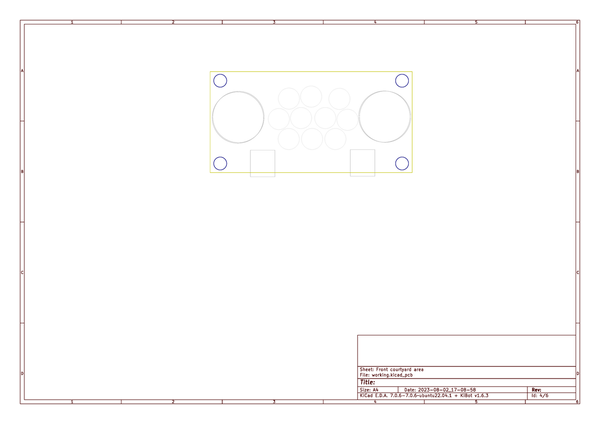 1 2 3 4 5 6
A A
B B
C C
Sheet: Front courtyard area
File: working.kicad_pcb
D D
Title:
Size: A4 Date: 2023-08-02_17-08-58 Rev:
KiCad E.D.A. 7.0.6-7.0.6~ubuntu22.04.1 + KiBot v1.6.3 Id: 4/6
1 2 3 4 5 6